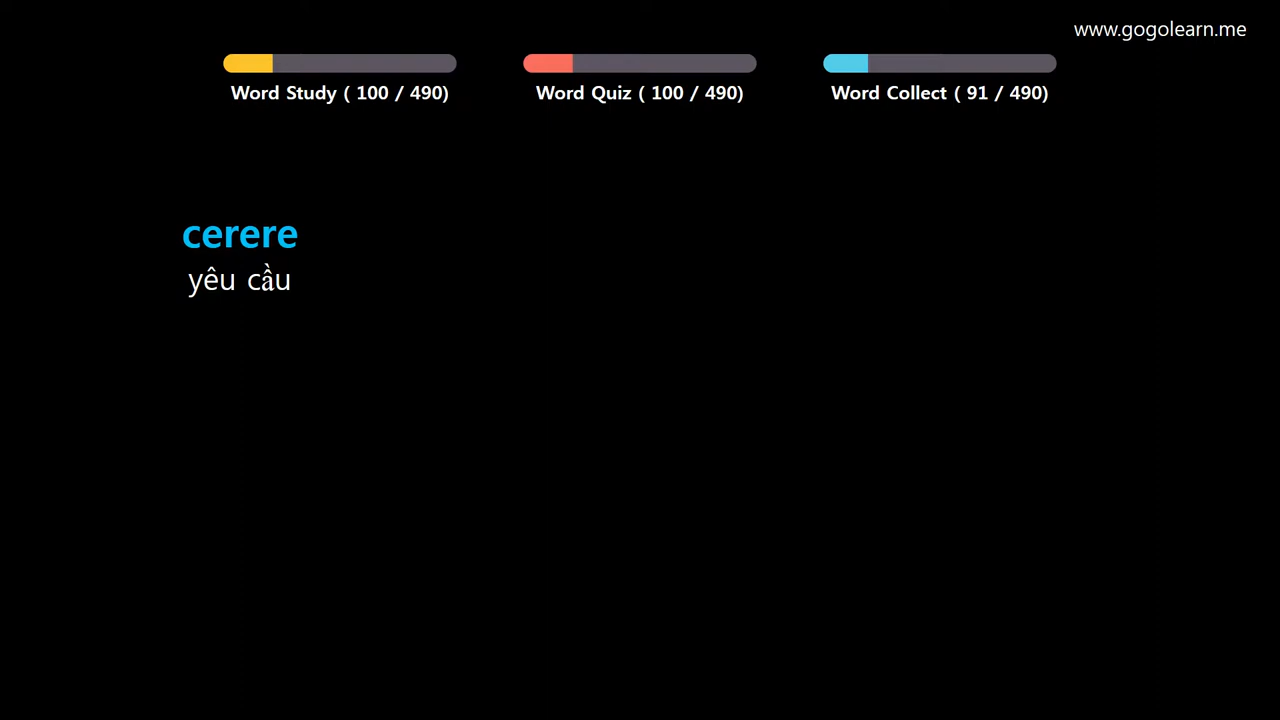 www.gogolearn.me
Word Study ( 100 / 490)
Word Quiz ( 100 / 490)
Word Collect ( 91 / 490)
cerere
yêu cầu